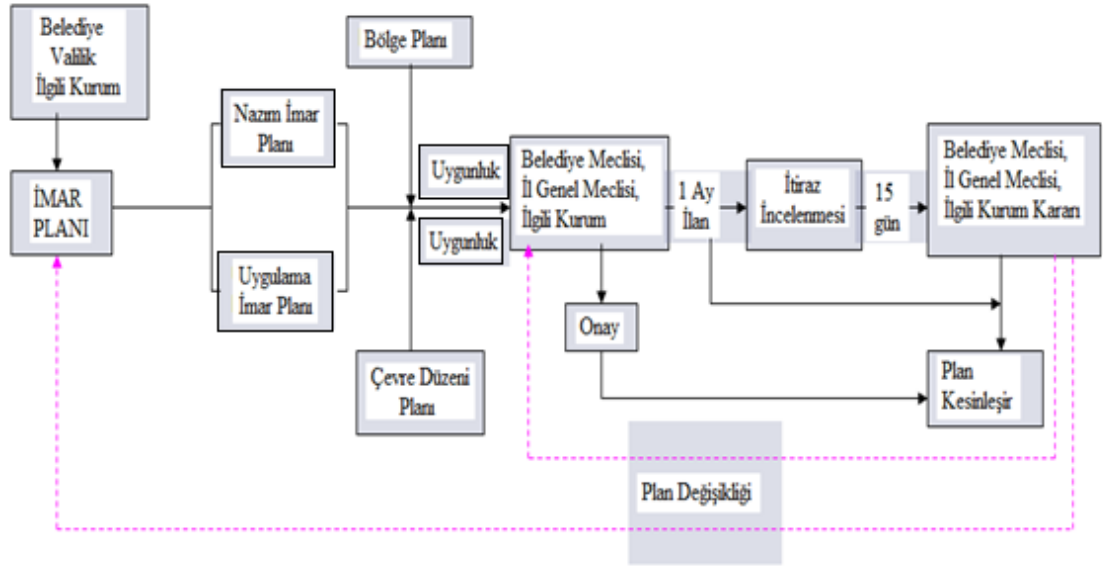 Belediye
Valilik
İlgili Kurum
Bölge Planı
Nazım İmar
Planı
İMAR
PLANI
Uygunluk
Uygunluk
Belediye Meclisi,
İl Genel Meclisi,
İlgili Kurum
1 Ay
İlan
İtiraz
İncelenmesi
15
gün
Belediye Meclisi,
İl Genel Meclisi,
İlgili Kurum Kararı
Uygulama
İmar Planı
Onay
Çevre Düzeni
Planı
Plan
Kesinleşir
Plan Değişikliği